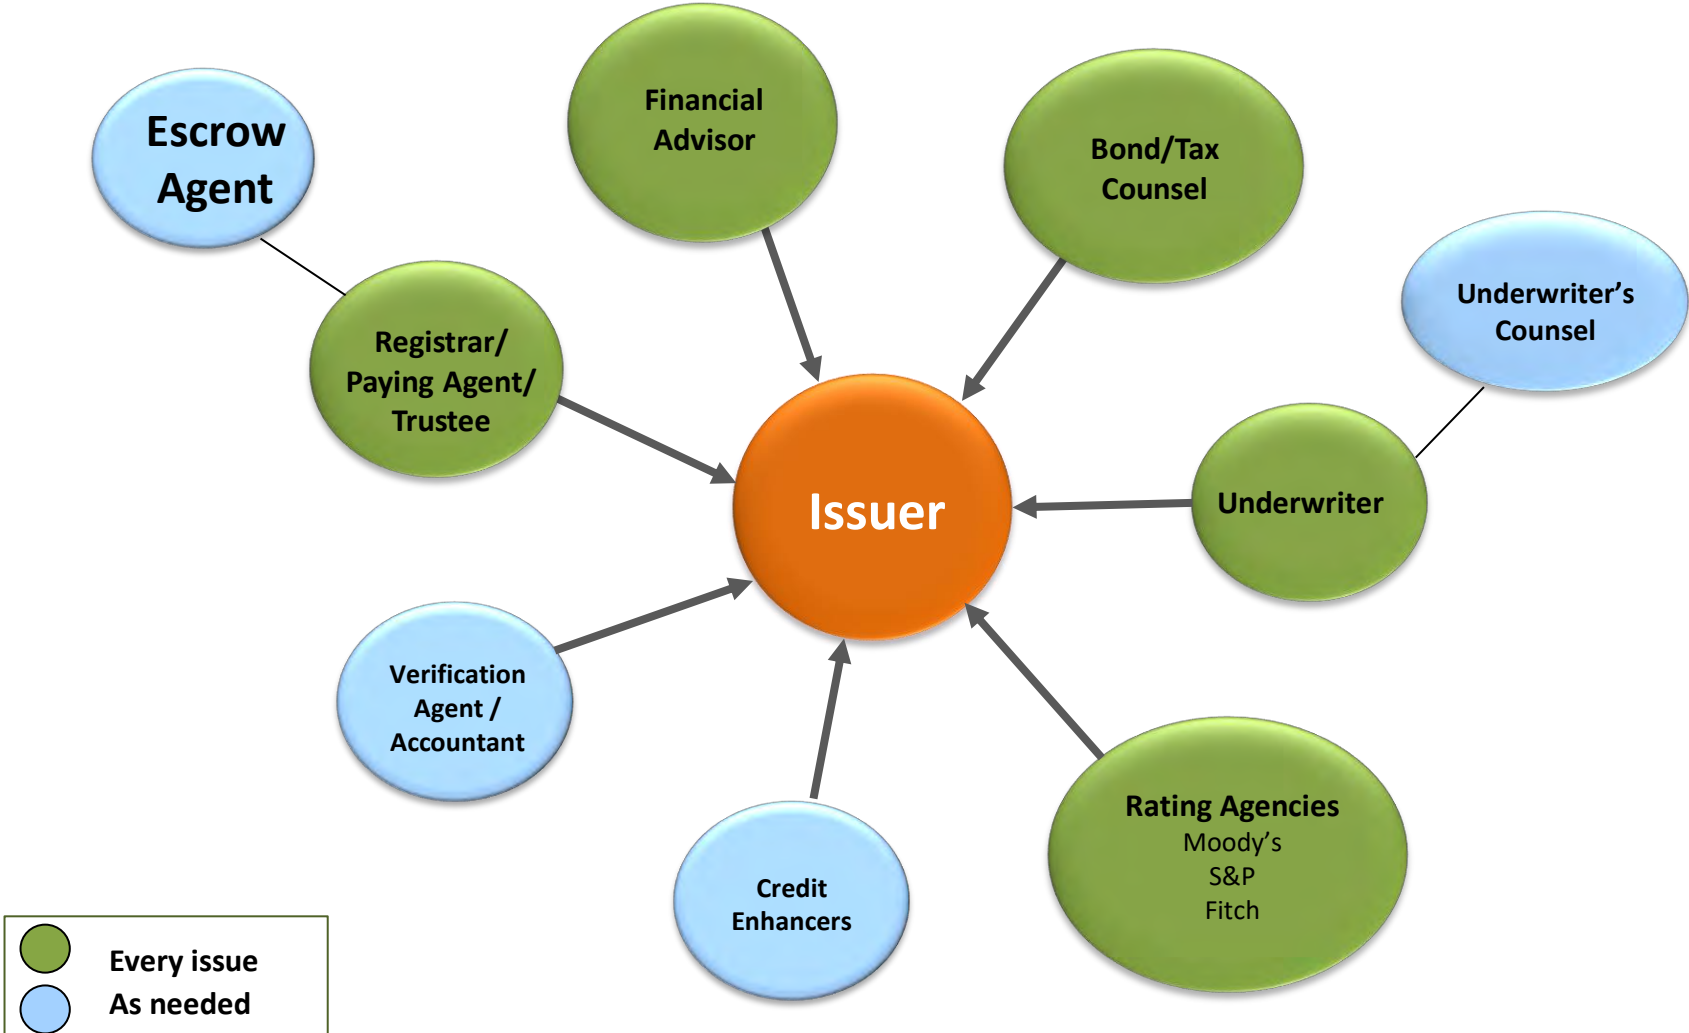 Financial
Advisor
Escrow
Agent
Bond/Tax
Counsel
Underwriter’s
Counsel
Registrar/
Paying Agent/
Trustee
Issuer
Underwriter
Verification
Agent /
Accountant
Rating Agencies
Moody’s
S&P
Fitch
Credit
Enhancers
Every issue
As needed